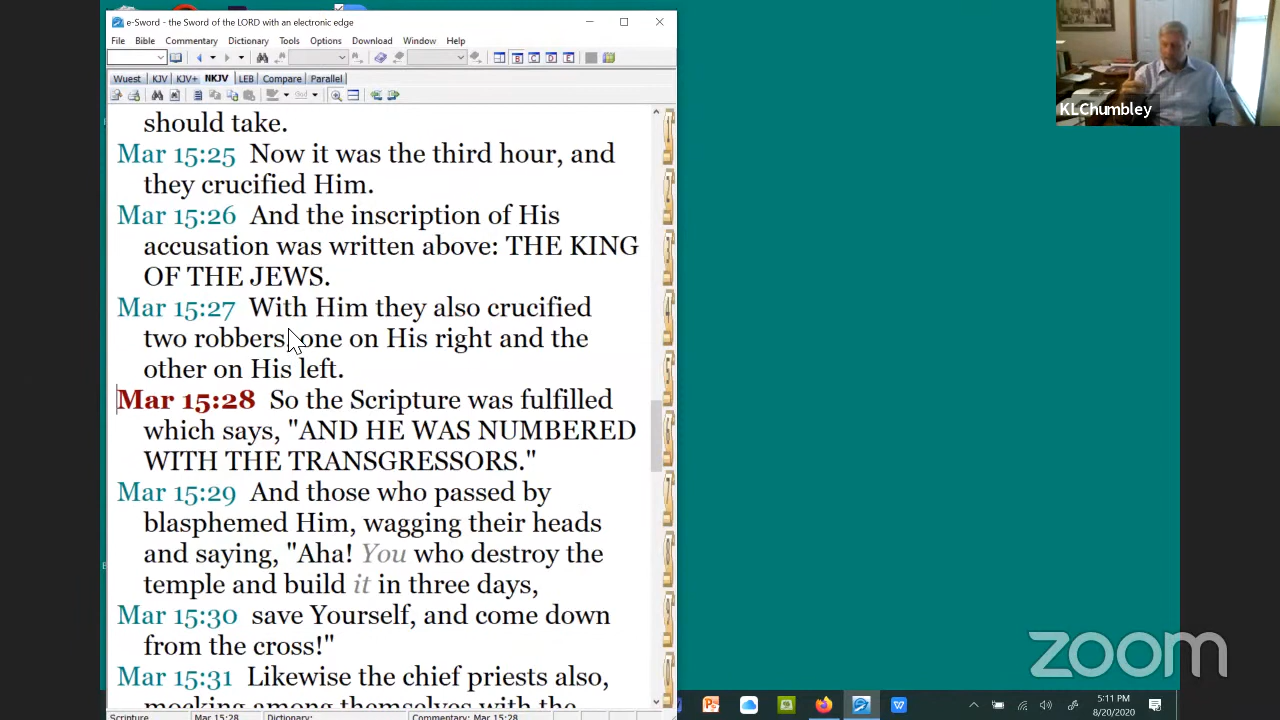 e-Sword - the Sword of the LORD with an electronic edge
File Bible Commentary Dictionary Tools Options Download Window Help
Wuest KJV KJV+ NKJV LEB Compare Parallel
should take.
Mar 15:25 Now it was the third hour, and
they crucified Him.
Mar 15:26 And the inscription of His
accusation was written above: THE KING
OF THE JEWS.
Mar 15:27 With Him they also crucified
two robbers, one on His right and the
other on His left.
Mar 15:28 So the Scripture was fulfilled
which says, "AND HE WAS NUMBERED
WITH THE TRANSGRESSORS."
Mar 15:29 And those who passed by
blasphemed Him, wagging their heads
and saying, "Aha! You who destroy the
temple and build it in three days,
Mar 15:30 save Yourself, and come down
from the cross!"
Mar 15:31 Likewise the chief priests also,
mocking among themselves with the
Scripture Mar 15:28 Dictionary: Commentary: Mar 15:28
KLChumbley
zoom
5:11 PM
8/20/2020